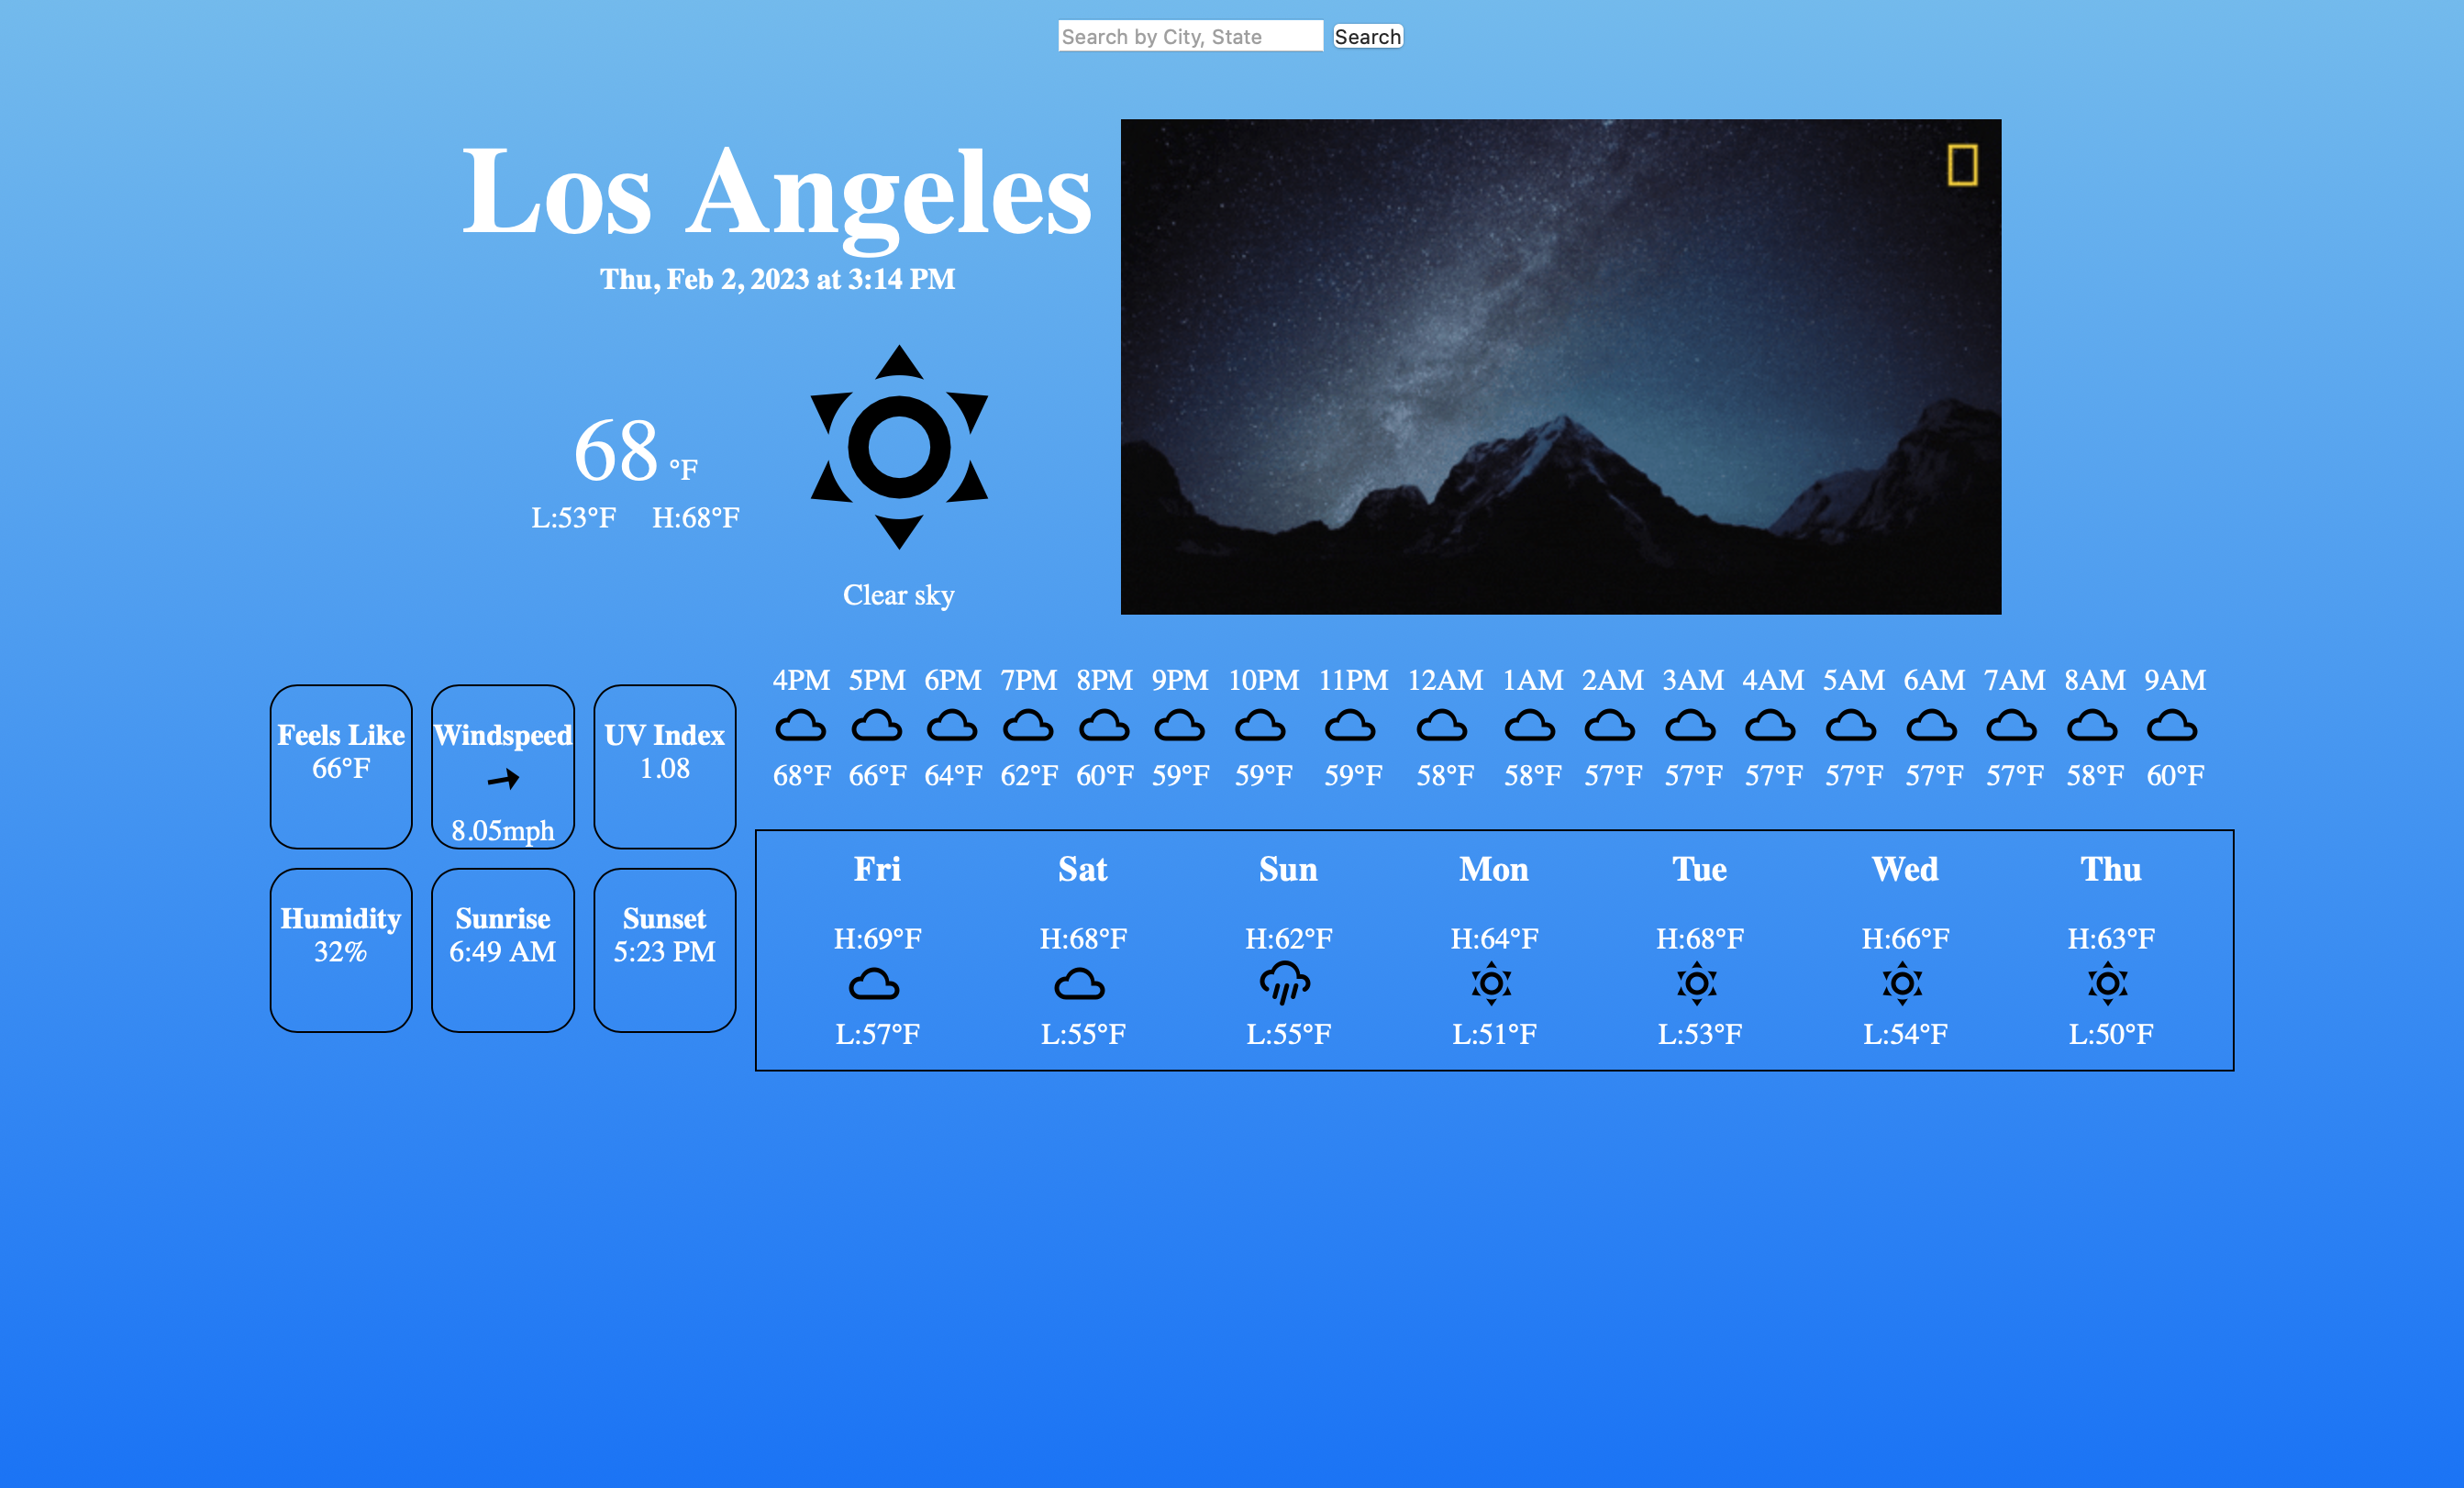 Search by City, State Search
Los Angeles
Thu, Feb 2, 2023 at 3:14 PM
68 °F
L:53°F H:68°F
Clear sky
4PM 5PM 6PM 7PM 8PM 9PM 10PM 11PM 12AM 1AM 2AM 3AM 4AM 5AM 6AM 7AM 8AM 9AM
68°F 66°F 64°F 62°F 60°F 59°F 59°F 59°F 58°F 58°F 57°F 57°F 57°F 57°F 57°F 57°F 58°F 60°F
Feels Like
66°F
Windspeed
8.05mph
UV Index
1.08
Humidity
32%
Sunrise
6:49 AM
Sunset
5:23 PM
Fri Sat Sun Mon Tue Wed Thu
H:69°F H:68°F H:62°F H:64°F H:68°F H:66°F H:63°F
L:57°F L:55°F L:55°F L:51°F L:53°F L:54°F L:50°F